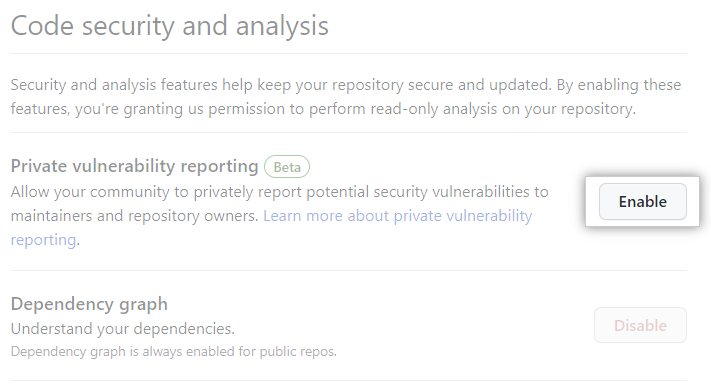 Code security and analysis
Security and analysis features help keep your repository secure and updated. By enabling these
features, you're granting us permission to perform read-only analysis on your repository.
Private vulnerability reporting Beta
Allow your community to privately report potential security vulnerabilities to
maintainers and repository owners. Learn more about private vulnerability
reporting.
Enable
Dependency graph
Understand your dependencies.
Dependency graph is always enabled for public repos.
Disable